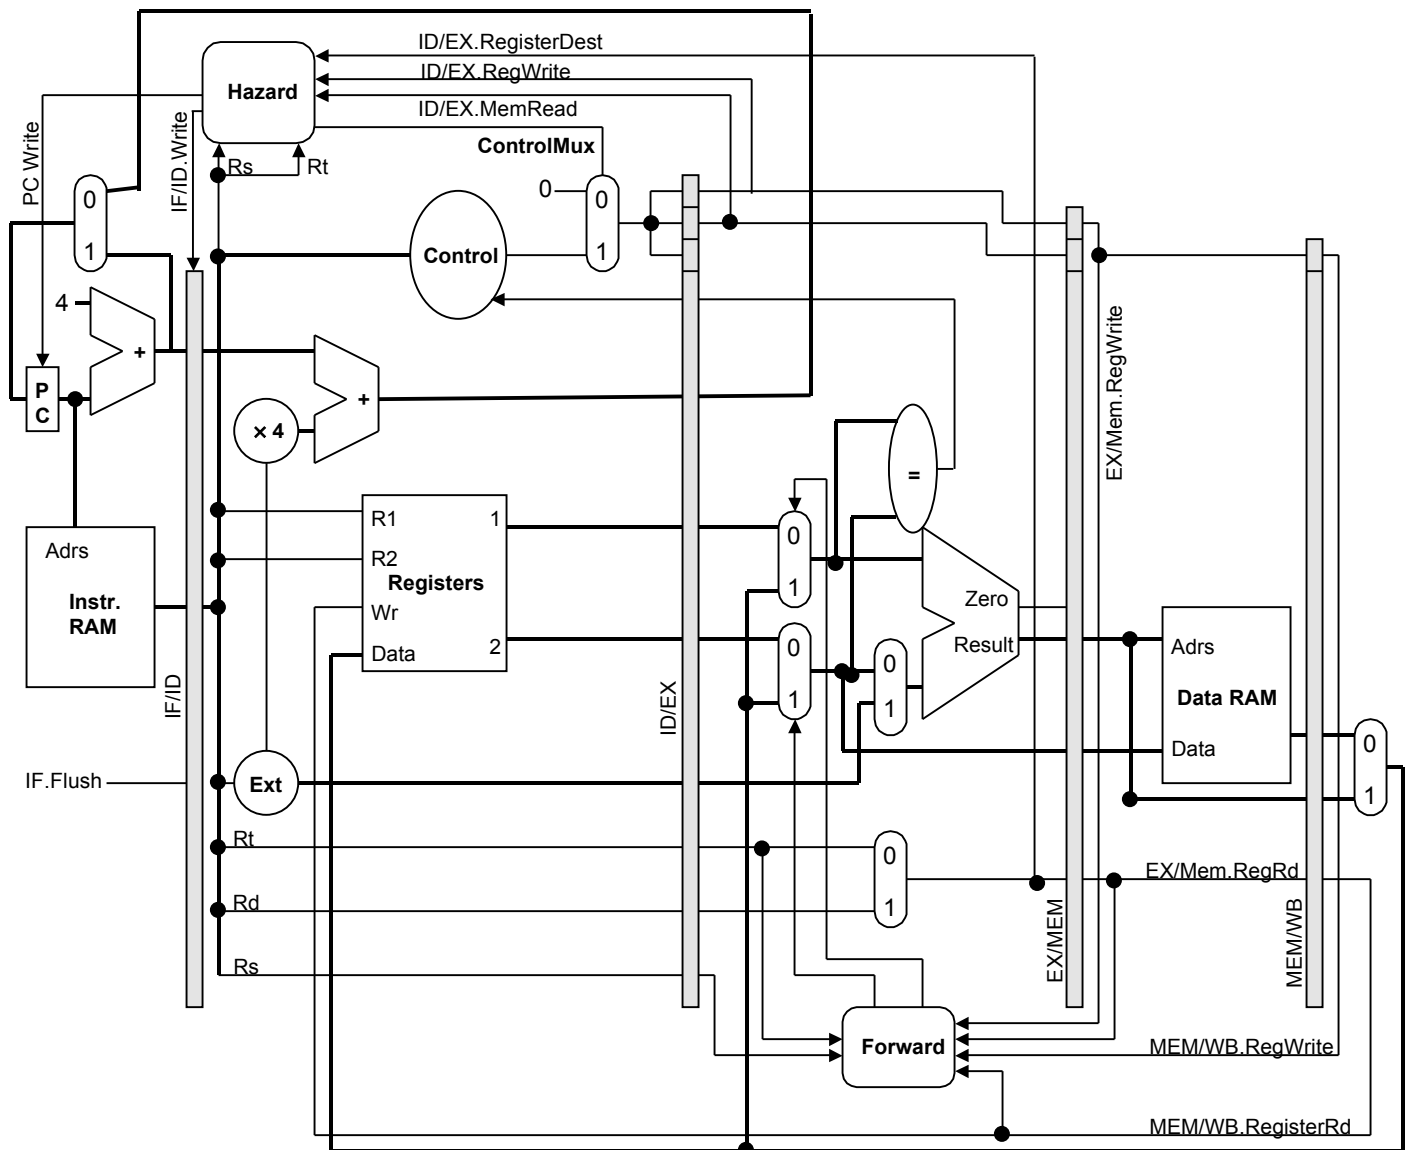 ID/EX.RegisterDest
ID/EX.RegWrite
Hazard
ID/EX.MemRead
ControlMux
PC Write
IF/ID.Write
Rs
Rt
0
0
0
1
1
Control
4
+
P
C
+
× 4
EX/Mem.RegWrite
=
Adrs
R1
1
0
R2
Registers
1
Instr.
RAM
Wr
Zero
Data
2
0
Result
Adrs
0
1
1
Data RAM
IF/ID
ID/EX
Data
0
1
IF.Flush
Ext
Rt
0
EX/Mem.RegRd
Rd
1
Rs
EX/MEM
MEM/WB
Forward
MEM/WB.RegWrite
MEM/WB.RegisterRd